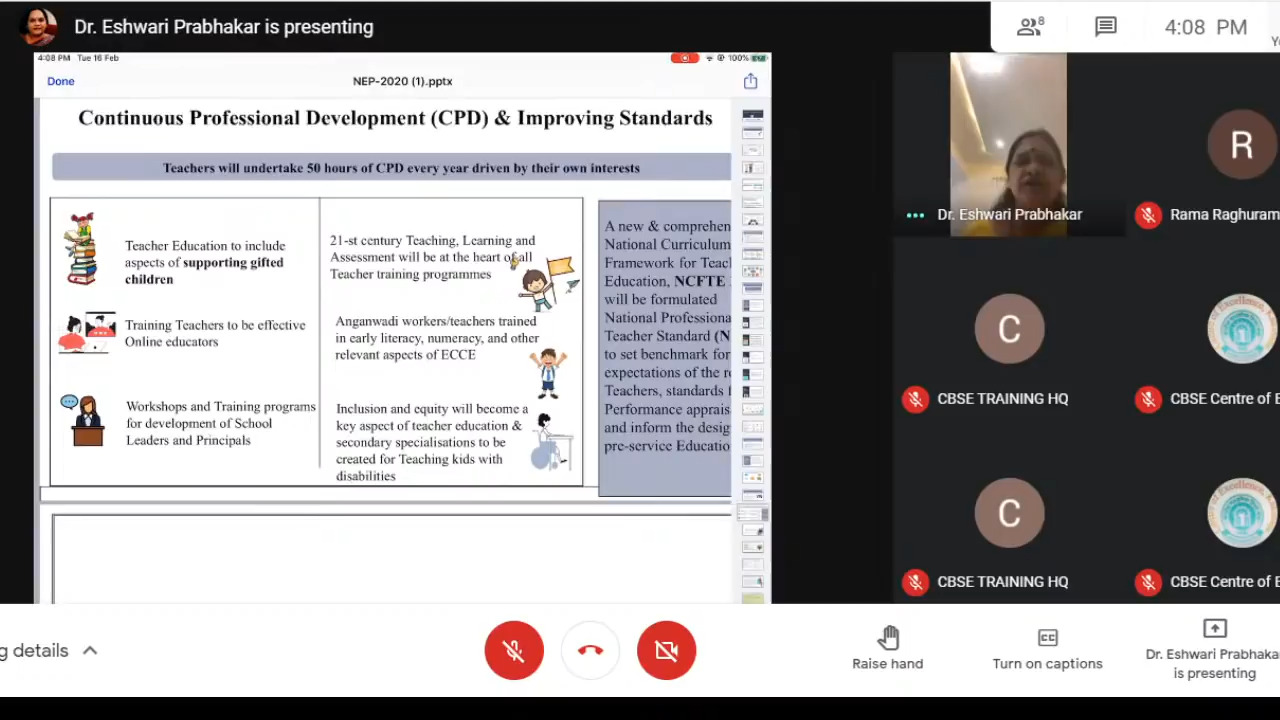 Dr. Eshwari Prabhakar is presenting
8
4:08 PM
4:08 PM Tue 16 Feb
100%
Done
NEP-2020 (1).pptx
Continuous Professional Development (CPD) & Improving Standards
Teachers will undertake 50 hours of CPD every year driven by their own interests
Teacher Education to include
aspects of supporting gifted
children
Training Teachers to be effective
Online educators
Workshops and Training programs
for development of School
Leaders and Principals
21-st century Teaching, Learning and
Assessment will be at the heart of all
Teacher training programmes
Anganwadi workers/teachers trained
in early literacy, numeracy, and other
relevant aspects of ECCE
Inclusion and equity will become a
key aspect of teacher education &
secondary specialisations to be
created for Teaching kids with
disabilities
A new & comprehen
National Curriculum
Framework for Teac
Education, NCFTE
will be formulated
National Professiona
Teacher Standard (N
to set benchmark for
expectations of the r
Teachers, standards
Performance apprais
and inform the desig
pre-service Educatio
Dr. Eshwari Prabhakar
R
C
CBSE TRAINING HQ
CBSE Centre of E
C
CBSE TRAINING HQ
CBSE Centre of E
g details
Raise hand
Turn on captions
Dr. Eshwari Prabhaka
is presenting